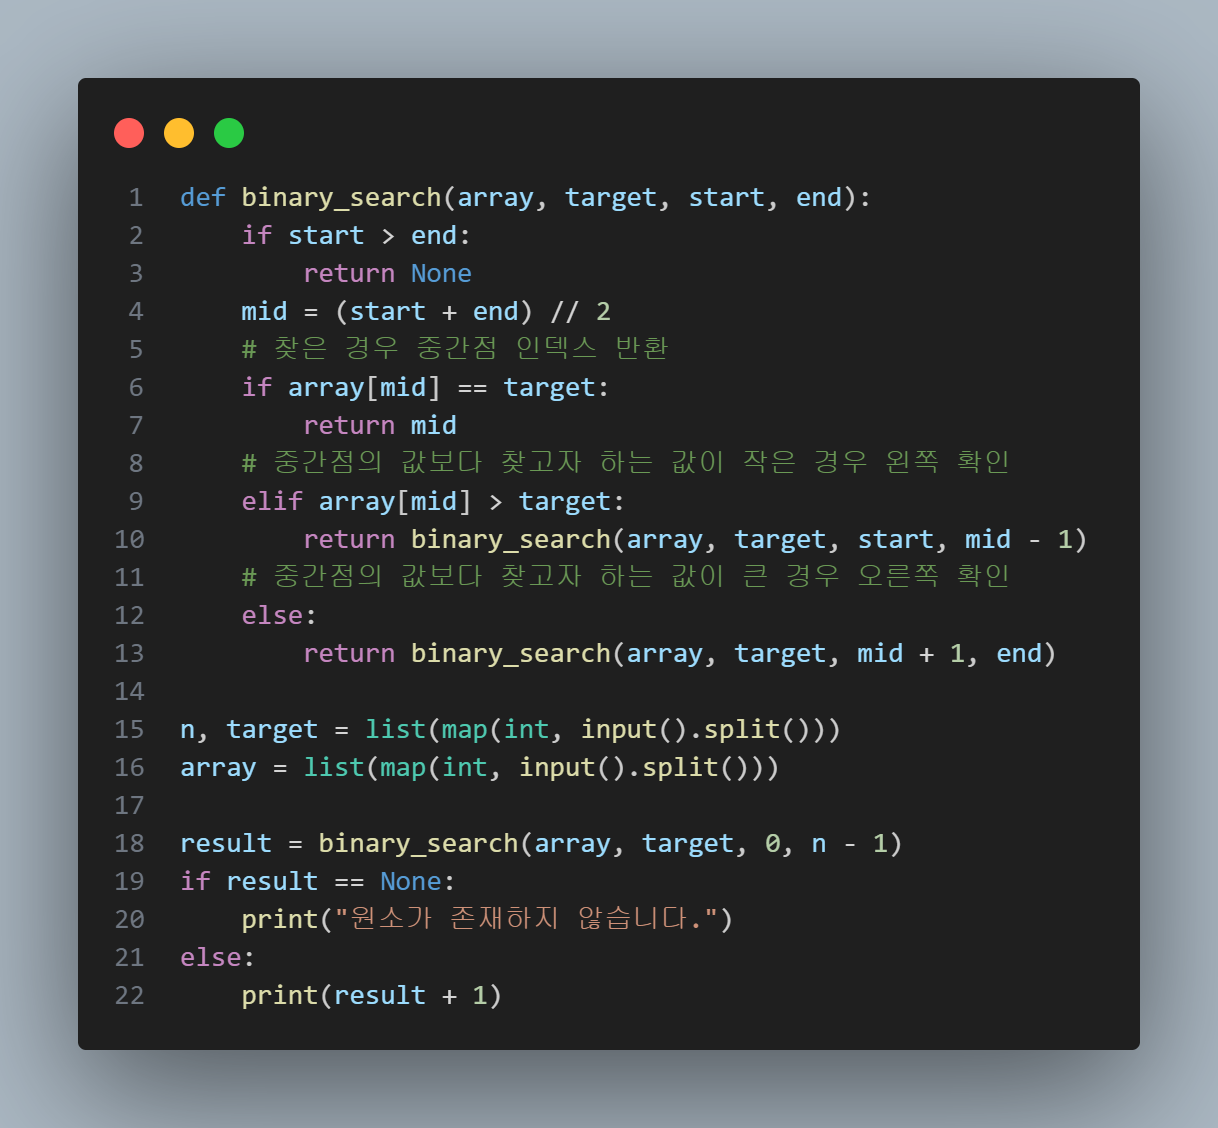 1 def binary_search(array, target, start, end):
2     if start > end:
3         return None
4     mid = (start + end) // 2
5     # 찾은 경우 중간점 인덱스 반환
6     if array[mid] == target:
7         return mid
8     # 중간점의 값보다 찾고자 하는 값이 작은 경우 왼쪽 확인
9     elif array[mid] > target:
10         return binary_search(array, target, start, mid - 1)
11     # 중간점의 값보다 찾고자 하는 값이 큰 경우 오른쪽 확인
12     else:
13         return binary_search(array, target, mid + 1, end)
14
15 n, target = list(map(int, input().split()))
16 array = list(map(int, input().split()))
17
18 result = binary_search(array, target, 0, n - 1)
19 if result == None:
20     print("원소가 존재하지 않습니다.")
21 else:
22     print(result + 1)